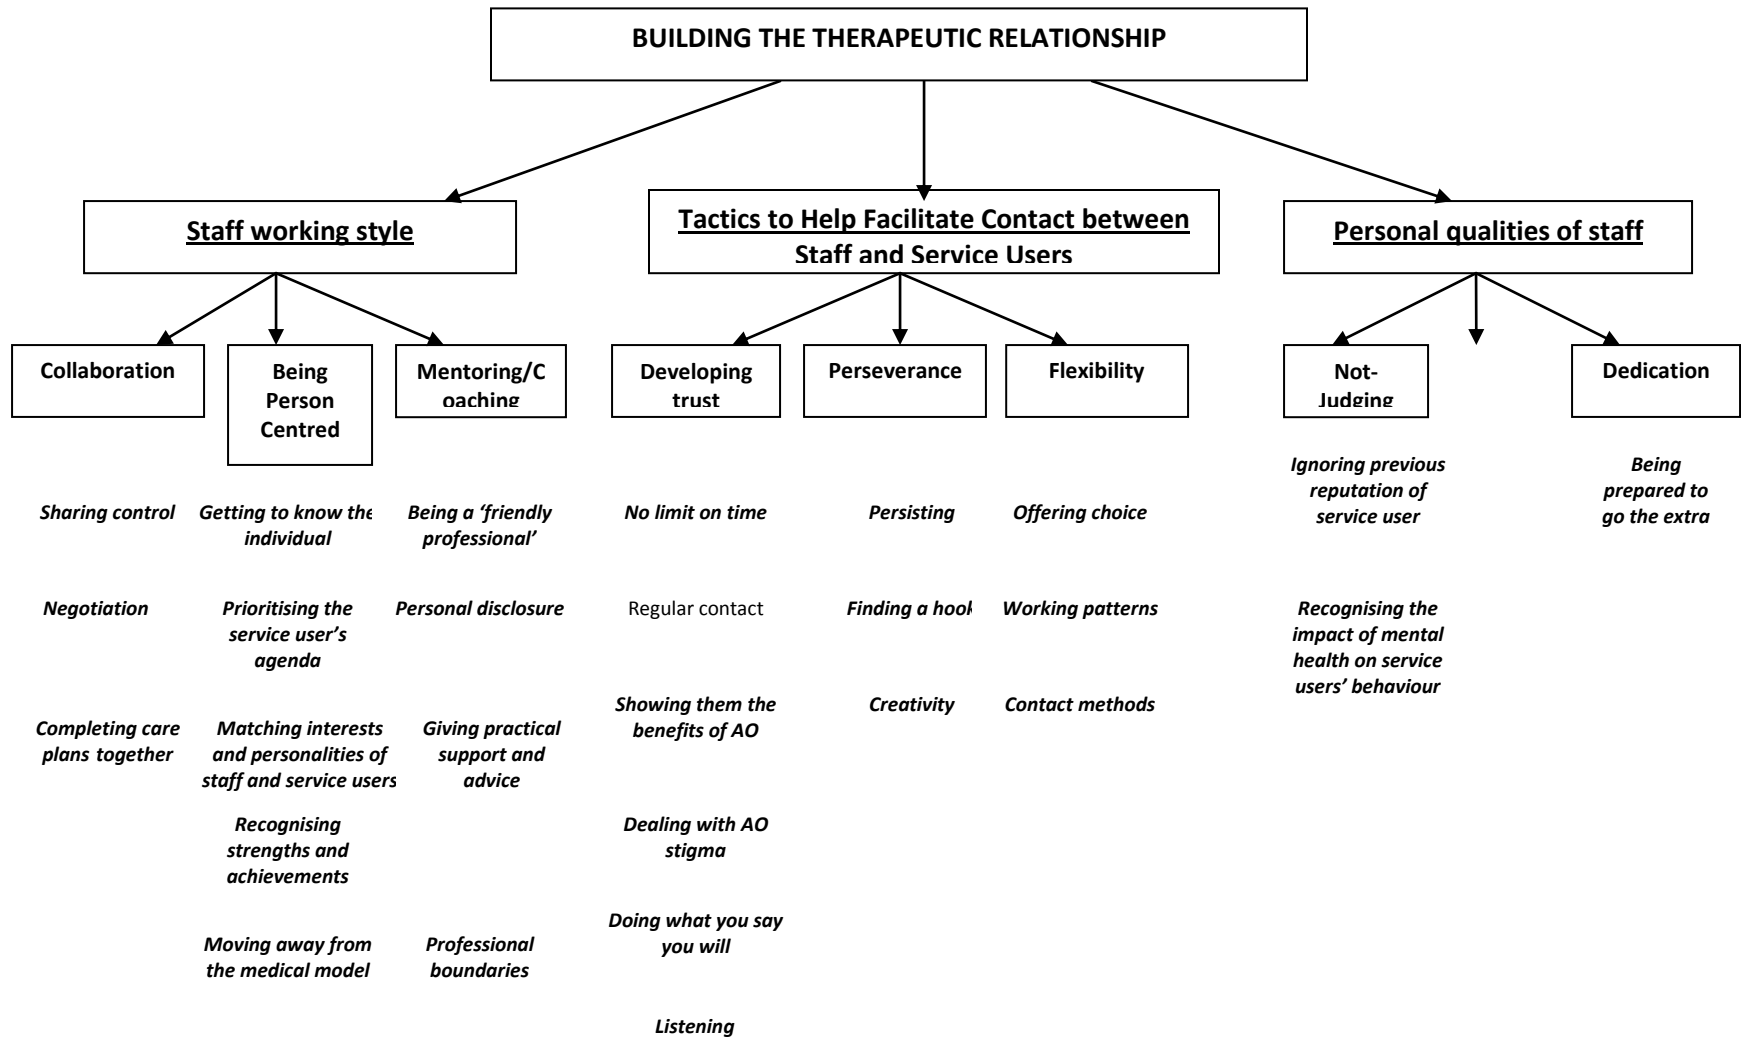 BUILDING THE THERAPEUTIC RELATIONSHIP
Staff working style
Tactics to Help Facilitate Contact between
Staff and Service Users
Personal qualities of staff
Collaboration
Being
Person
Centred
Mentoring/C
oaching
Developing
trust
Perseverance
Flexibility
Not-
Judging
Dedication
Sharing control
Negotiation
Completing care
plans together
Getting to know the
individual
Prioritising the
service user's
agenda
Matching interests
and personalities of
staff and service users
Recognising
strengths and
achievements
Moving away from
the medical model
Being a ‘friendly
professional’
Personal disclosure
Giving practical
support and
advice
Professional
boundaries
No limit on time
Regular contact
Showing them the
benefits of AO
Dealing with AO
stigma
Doing what you say
you will
Listening
Persisting
Finding a hook
Creativity
Offering choice
Working patterns
Contact methods
Ignoring previous
reputation of
service user
Recognising the
impact of mental
health on service
users’ behaviour
Being
prepared to
go the extra